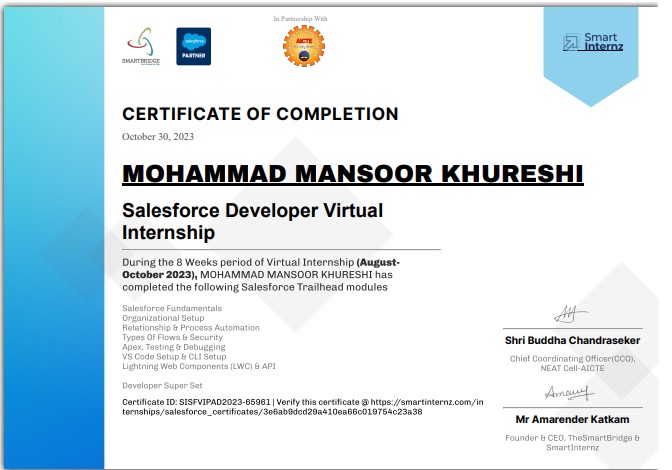 In Partnership With
SMARTBRIDGE
salesforce
PARTNER
AICTE
Smart
Internz
CERTIFICATE OF COMPLETION
October 30, 2023
MOHAMMAD MANSOOR KHURESHI
Salesforce Developer Virtual
Internship
During the 8 Weeks period of Virtual Internship (August-
October 2023), MOHAMMAD MANSOOR KHURESHI has
completed the following Salesforce Trailhead modules
Salesforce Fundamentals
Organizational Setup
Relationship & Process Automation
Types Of Flows & Security
Apex, Testing & Debugging
VS Code Setup & CLI Setup
Lightning Web Components (LWC) & API
Developer Super Set
Certificate ID: SISFVIPAD2023-65961 | Verify this certificate @ https://smartinternz.com/in
ternships/salesforce_certificates/3e6ab9dcd29a410ea66c019754c23a38
Shri Buddha Chandraseker
Chief Coordinating Officer(CCO),
NEAT Cell-AICTE
Mr Amarender Katkam
Founder & CEO, TheSmartBridge &
SmartInternz